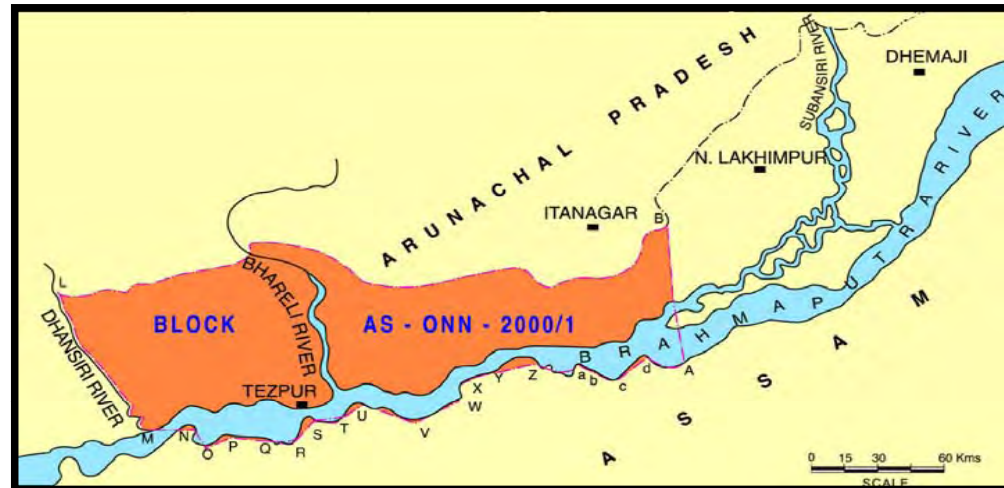 ARUNACHAL PRADESH
SUBANSIRI RIVER
DHEMAJI
N. LAKHIMPUR
ITANAGAR
B
L
BLOCK
BHARELI RIVER
AS - ONN - 2000/1
DHANSIRI RIVER
TEZPUR
BRAHMAPUTRA RIVER
ASSAM
M
N
O
P
Q
R
S
T
U
V
W
X
Y
Z
a
b
c
d
A
0 15 30 60 Kms
SCALE